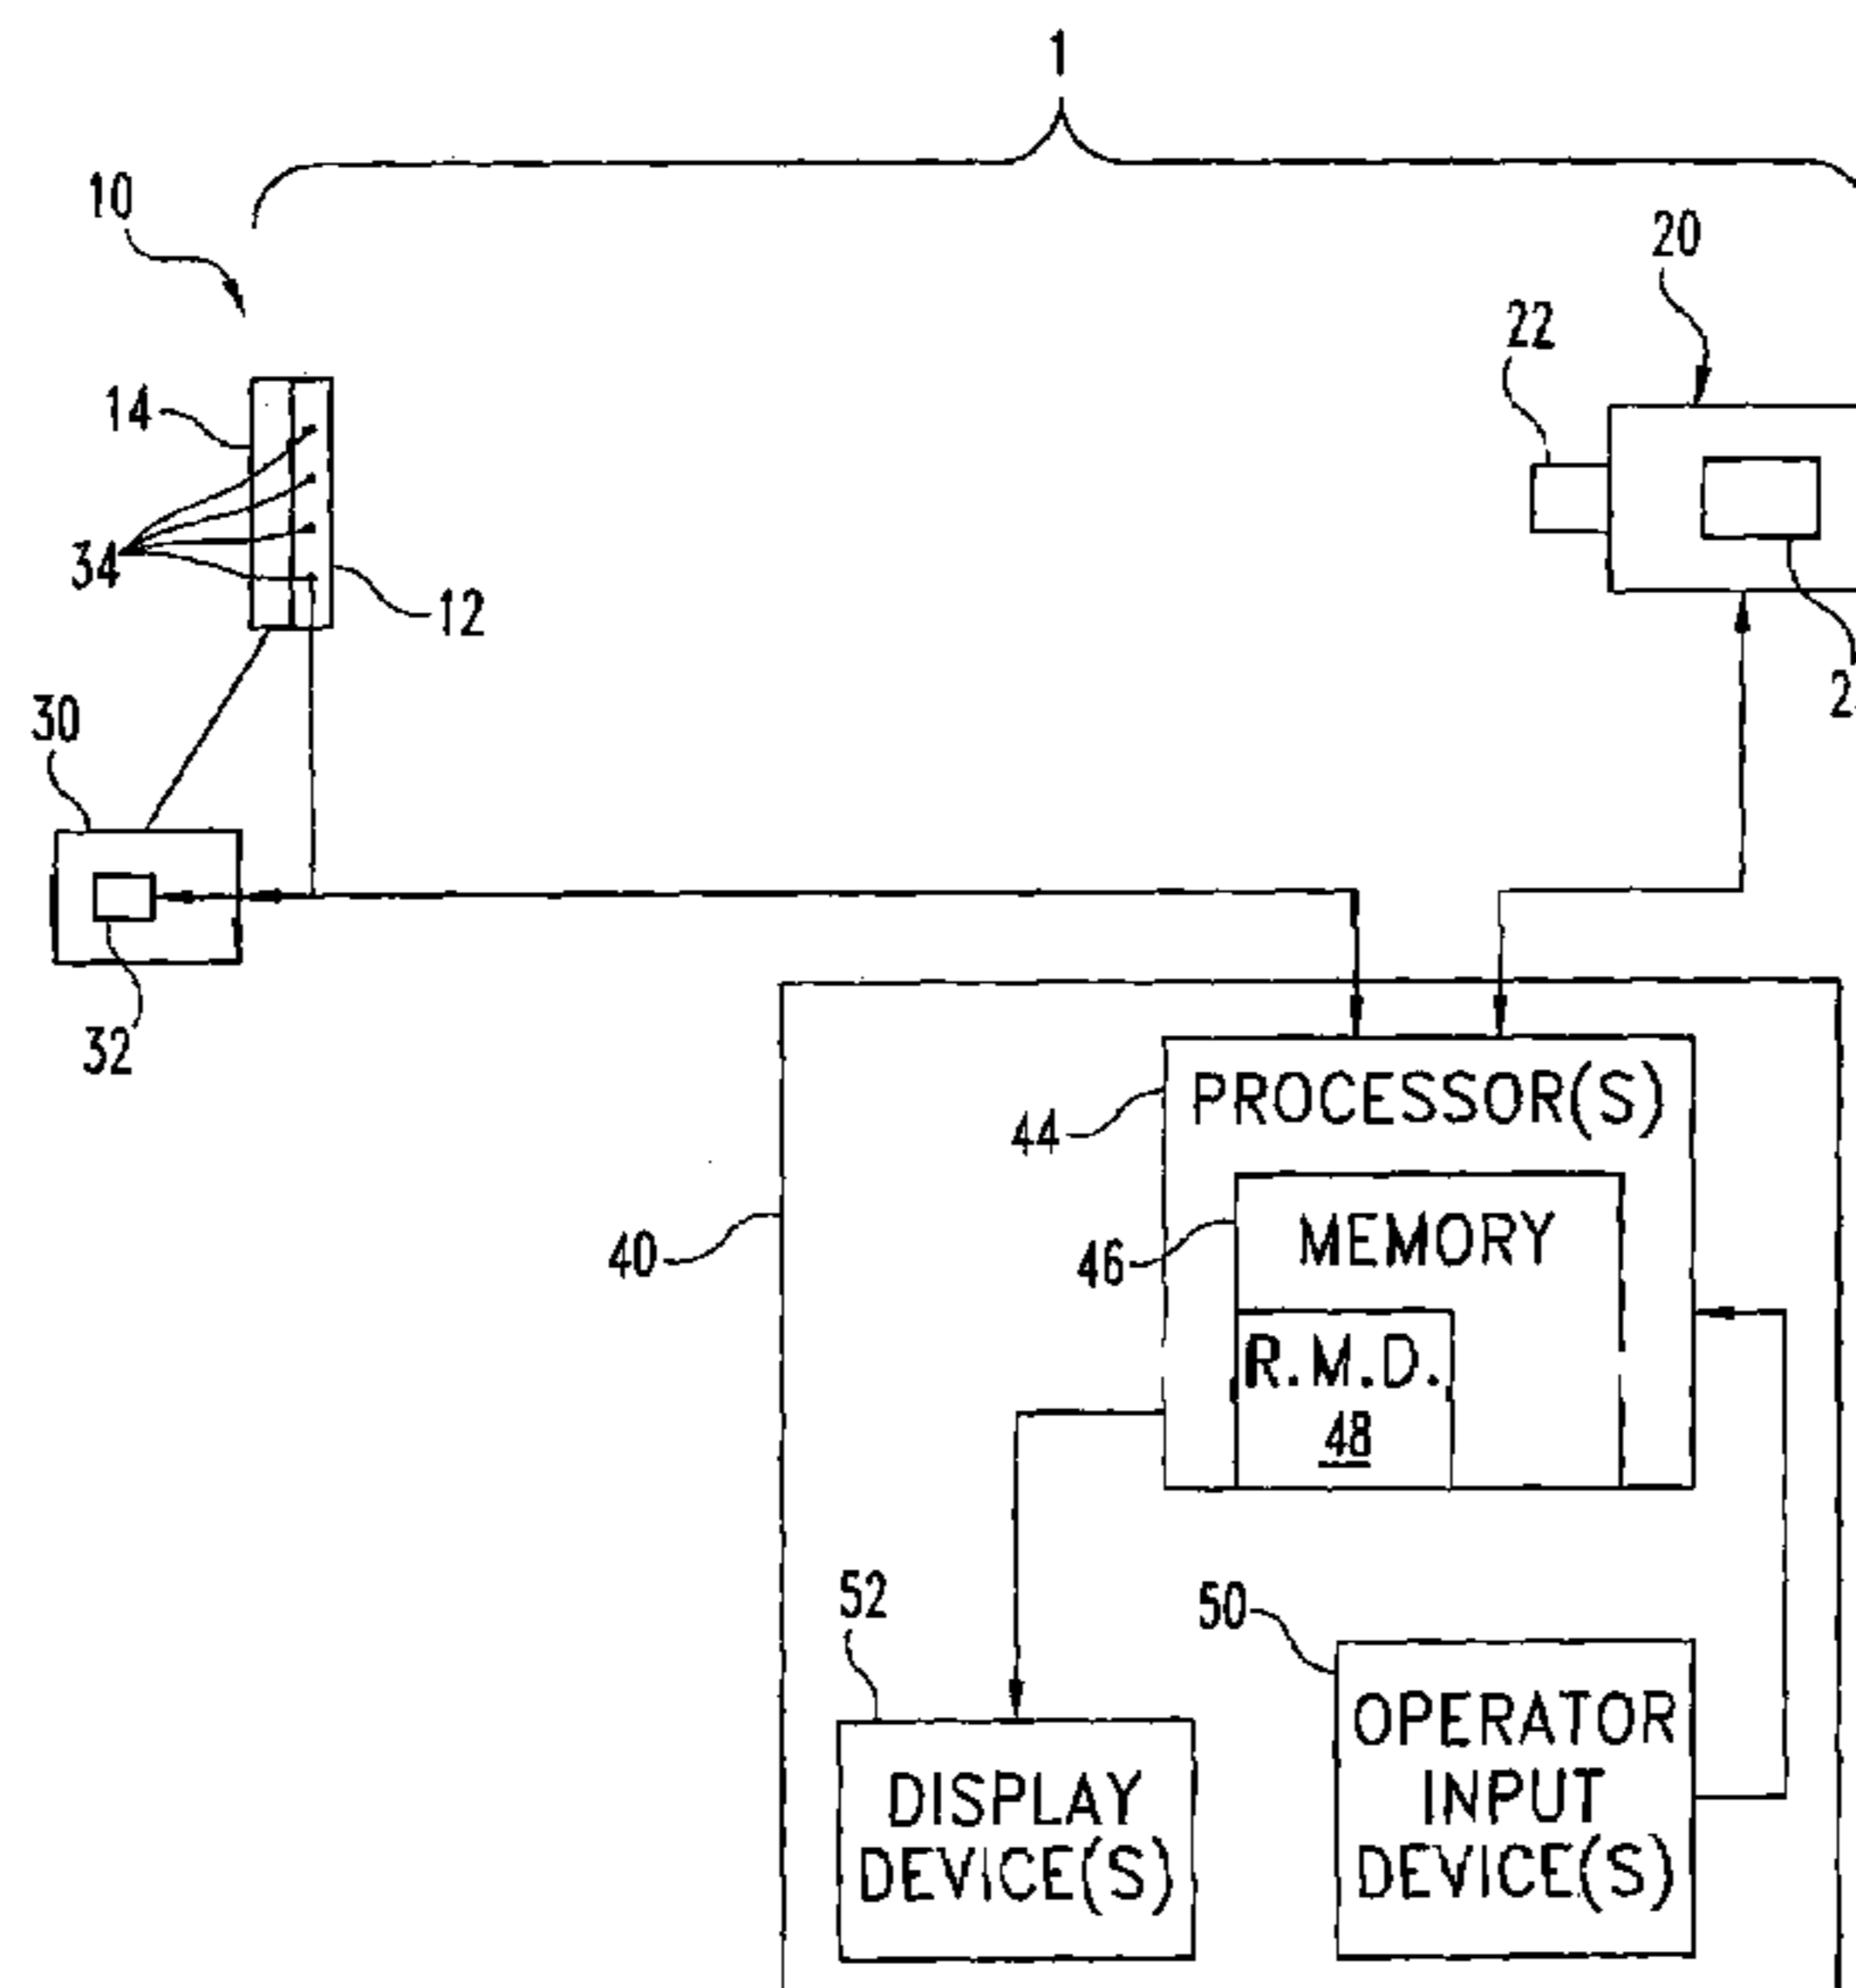 1
10
20
22
14
34
12
30
32
PROCESSOR(S)
44
MEMORY
46
40
R.M.D.
48
52
50
OPERATOR
INPUT
DEVICE(S)
DISPLAY
DEVICE(S)